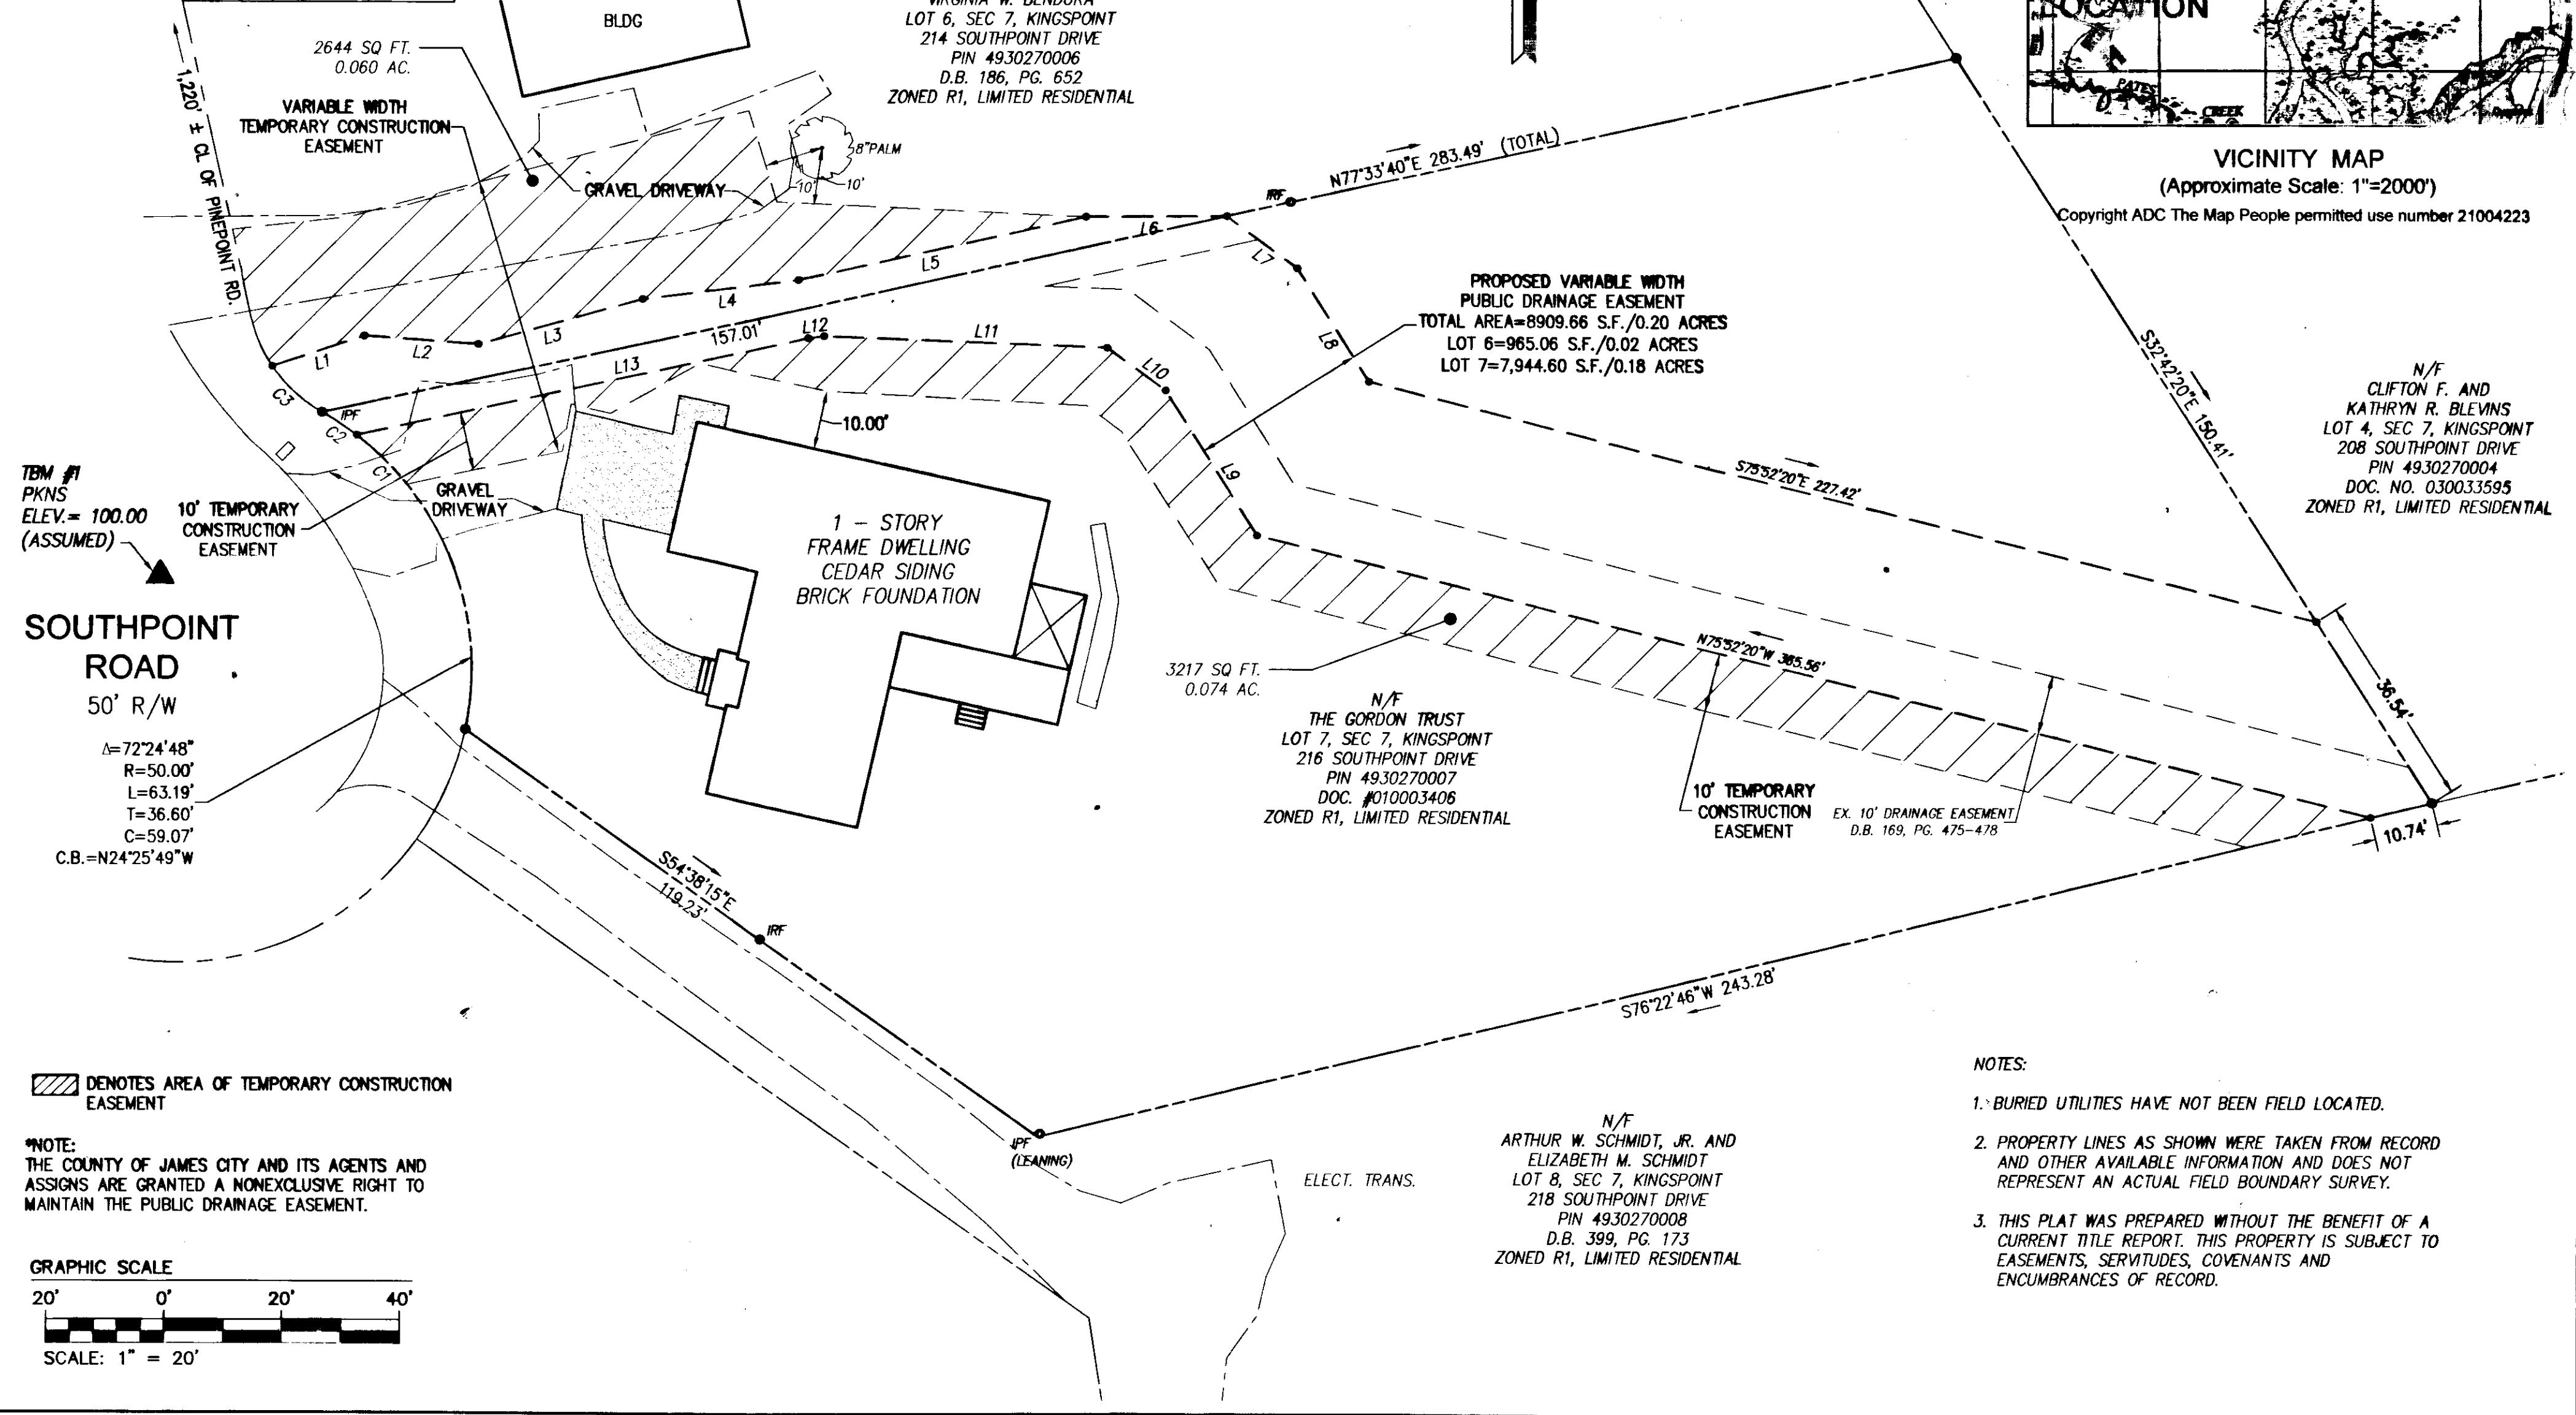 BLDG
2644 SQ FT.
0.060 AC.
VARIABLE WIDTH
TEMPORARY CONSTRUCTION
EASEMENT
1,220' ± CL OF PINEPOINT RD.
LOT 6, SEC 7, KINGSPOINT
214 SOUTHPOINT DRIVE
PIN 4930270006
D.B. 186, PG. 652
ZONED R1, LIMITED RESIDENTIAL
8"PALM
10'
10'
GRAVEL DRIVEWAY
IRF
N77°33'40"E 283.49' (TOTAL)
LOCATION
CREEK
VICINITY MAP
(Approximate Scale: 1"=2000')
Copyright ADC The Map People permitted use number 21004223
L1
L2
L3
L4
L5
L6
L7
L8
L9
L10
L11
L12
L13
157.01'
C3
C2
C1
IPF
PROPOSED VARIABLE WIDTH
PUBLIC DRAINAGE EASEMENT
TOTAL AREA=8909.66 S.F./0.20 ACRES
LOT 6=965.06 S.F./0.02 ACRES
LOT 7=7,944.60 S.F./0.18 ACRES
S32°42'20"E 150.41'
N/F
CLIFTON F. AND
KATHRYN R. BLEVINS
LOT 4, SEC 7, KINGSPOINT
208 SOUTHPOINT DRIVE
PIN 4930270004
DOC. NO. 030033595
ZONED R1, LIMITED RESIDENTIAL
TBM #1
PKNS
ELEV.= 100.00
(ASSUMED)
10' TEMPORARY
CONSTRUCTION
EASEMENT
GRAVEL
DRIVEWAY
10.00'
1 - STORY
FRAME DWELLING
CEDAR SIDING
BRICK FOUNDATION
S75°52'20"E 227.42'
N75°52'20"W 365.56'
36.54'
10.74'
SOUTHPOINT
ROAD
50' R/W
Δ=72°24'48"
R=50.00'
L=63.19'
T=36.60'
C=59.07'
C.B.=N24°25'49"W
3217 SQ FT.
0.074 AC.
N/F
THE GORDON TRUST
LOT 7, SEC 7, KINGSPOINT
216 SOUTHPOINT DRIVE
PIN 4930270007
DOC. #010003406
ZONED R1, LIMITED RESIDENTIAL
10' TEMPORARY
CONSTRUCTION
EASEMENT
EX. 10' DRAINAGE EASEMENT
D.B. 169, PG. 475-478
S54°38'15"E
119.23'
IRF
S76°22'46"W 243.28'
IPF
(LEANING)
ELECT. TRANS.
N/F
ARTHUR W. SCHMIDT, JR. AND
ELIZABETH M. SCHMIDT
LOT 8, SEC 7, KINGSPOINT
218 SOUTHPOINT DRIVE
PIN 4930270008
D.B. 399, PG. 173
ZONED R1, LIMITED RESIDENTIAL
DENOTES AREA OF TEMPORARY CONSTRUCTION
EASEMENT
*NOTE:
THE COUNTY OF JAMES CITY AND ITS AGENTS AND
ASSIGNS ARE GRANTED A NONEXCLUSIVE RIGHT TO
MAINTAIN THE PUBLIC DRAINAGE EASEMENT.
GRAPHIC SCALE
20' 0' 20' 40'
SCALE: 1" = 20'
NOTES:
1. BURIED UTILITIES HAVE NOT BEEN FIELD LOCATED.
2. PROPERTY LINES AS SHOWN WERE TAKEN FROM RECORD
AND OTHER AVAILABLE INFORMATION AND DOES NOT
REPRESENT AN ACTUAL FIELD BOUNDARY SURVEY.
3. THIS PLAT WAS PREPARED WITHOUT THE BENEFIT OF A
CURRENT TITLE REPORT. THIS PROPERTY IS SUBJECT TO
EASEMENTS, SERVITUDES, COVENANTS AND
ENCUMBRANCES OF RECORD.